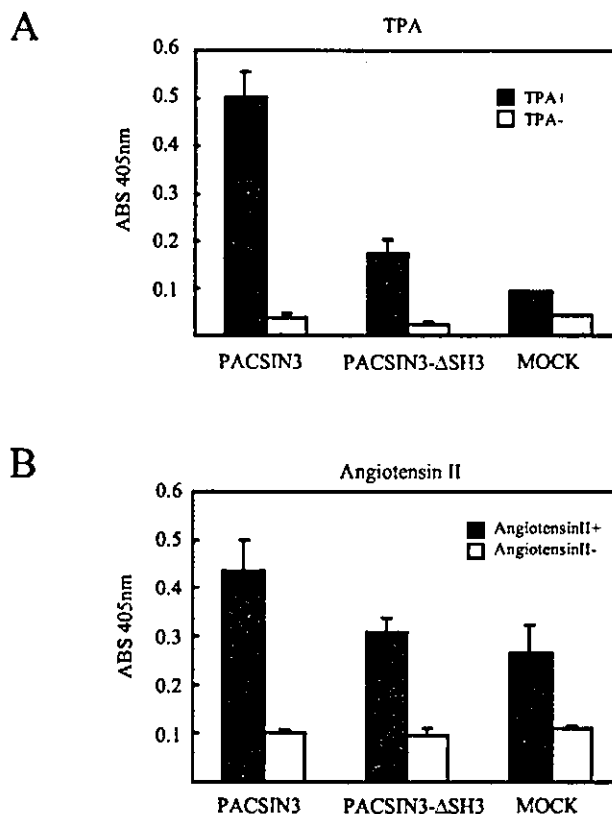 A
TPA
0.6
0.5
0.4
0.3
0.2
0.1
ABS 405nm
TPA+
TPA-
PACSIN3
PACSIN3-ΔSH3
MOCK
B
Angiotensin II
0.6
0.5
0.4
0.3
0.2
0.1
ABS 405nm
AngiotensinII+
AngiotensinII-
PACSIN3
PACSIN3-ΔSH3
MOCK